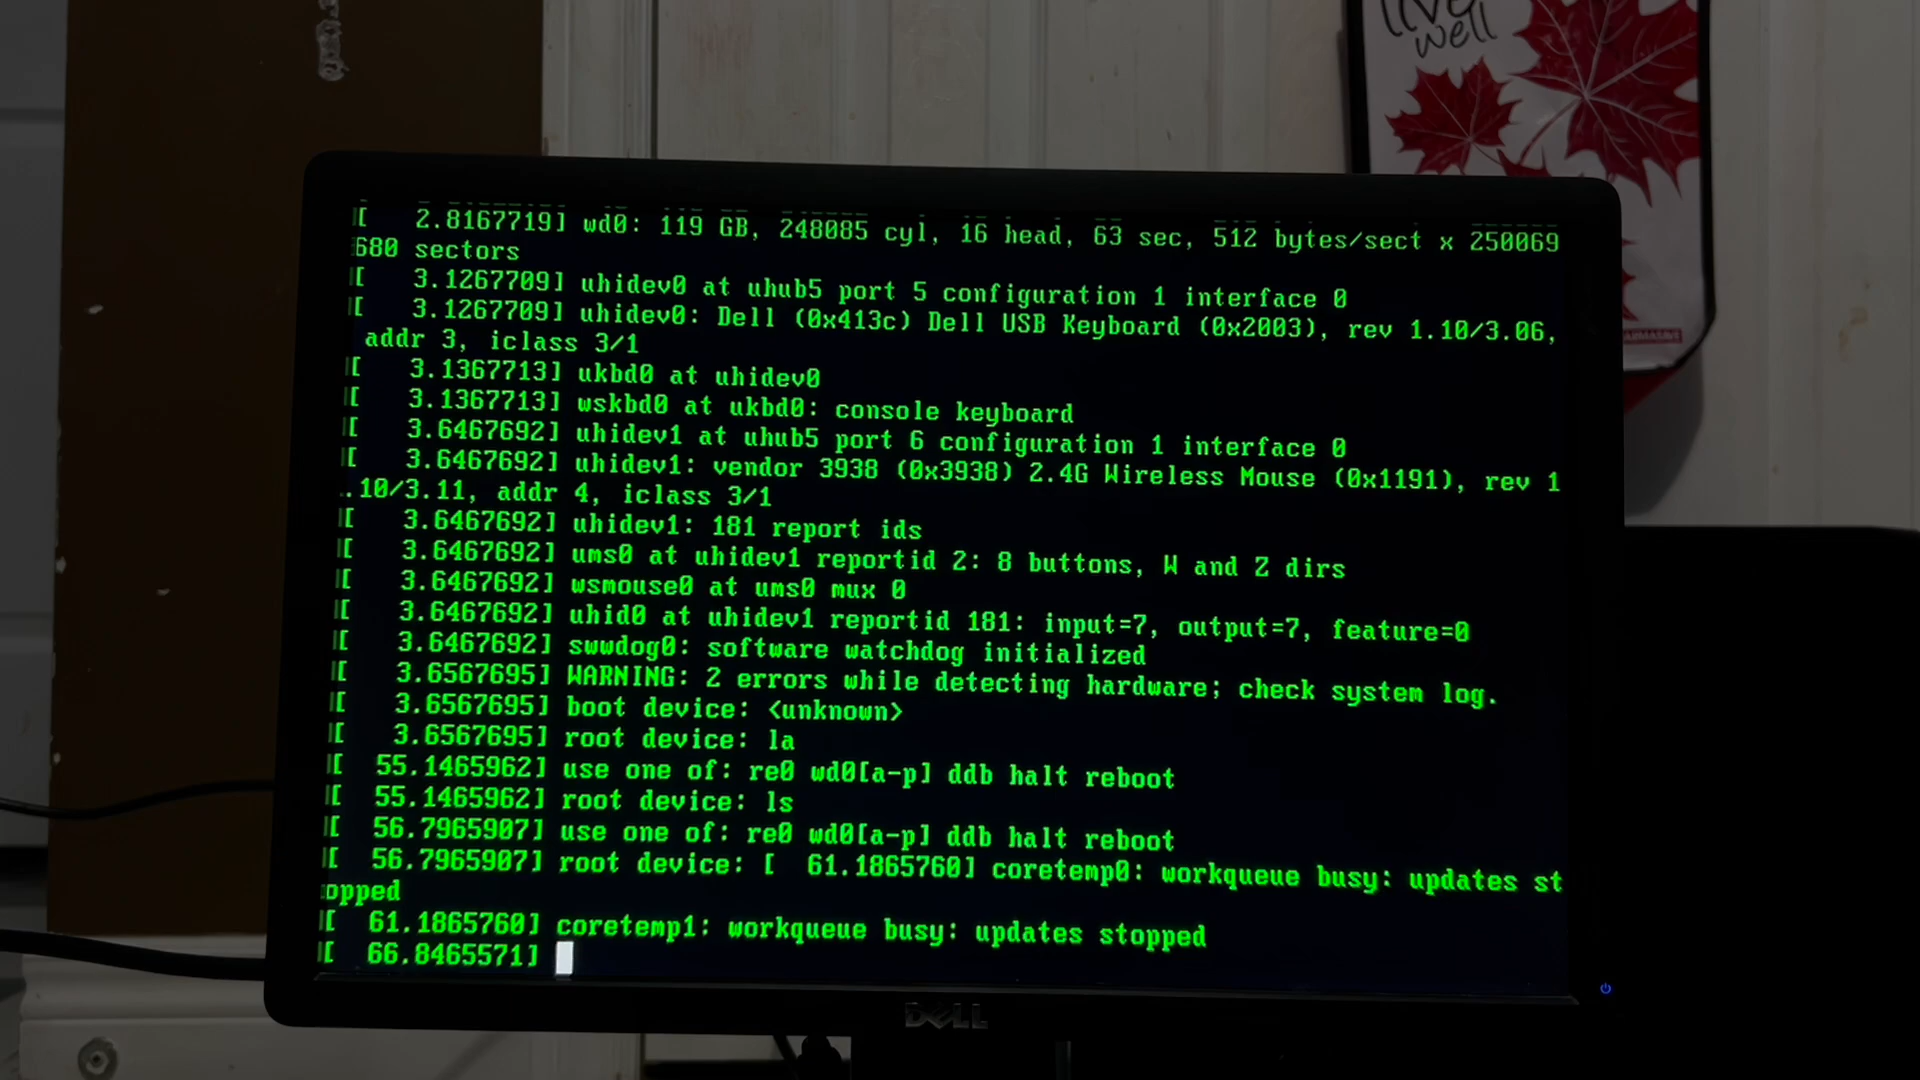 live
well
[   2.8167719] wd0: 119 GB, 248085 cyl, 16 head, 63 sec, 512 bytes/sect x 250069
680 sectors
[   3.1267709] uhidev0 at uhub5 port 5 configuration 1 interface 0
[   3.1267709] uhidev0: Dell (0x413c) Dell USB Keyboard (0x2003), rev 1.10/3.06,
addr 3, iclass 3/1
[   3.1367713] ukbd0 at uhidev0
[   3.1367713] wskbd0 at ukbd0: console keyboard
[   3.6467692] uhidev1 at uhub5 port 6 configuration 1 interface 0
[   3.6467692] uhidev1: vendor 3938 (0x3938) 2.4G Wireless Mouse (0x1191), rev 1
.10/3.11, addr 4, iclass 3/1
[   3.6467692] uhidev1: 181 report ids
[   3.6467692] ums0 at uhidev1 reportid 2: 8 buttons, W and Z dirs
[   3.6467692] wsmouse0 at ums0 mux 0
[   3.6467692] uhid0 at uhidev1 reportid 181: input=7, output=7, feature=0
[   3.6467692] swwdog0: software watchdog initialized
[   3.6567695] WARNING: 2 errors while detecting hardware; check system log.
[   3.6567695] boot device: <unknown>
[   3.6567695] root device: la
[  55.1465962] use one of: re0 wd0[a-p] ddb halt reboot
[  55.1465962] root device: ls
[  56.7965907] use one of: re0 wd0[a-p] ddb halt reboot
[  56.7965907] root device: [  61.1865760] coretemp0: workqueue busy: updates st
opped
[  61.1865760] coretemp1: workqueue busy: updates stopped
[  66.8465571]
DELL